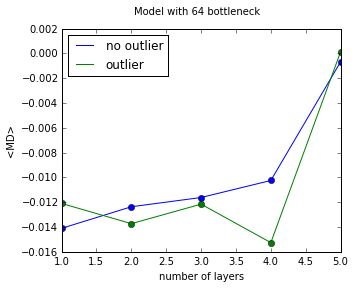 Model with 64 bottleneck
0.002
0.000
−0.002
−0.004
−0.006
−0.008
−0.010
−0.012
−0.014
−0.016
<MD>
no outlier
outlier
1.0 1.5 2.0 2.5 3.0 3.5 4.0 4.5 5.0
number of layers